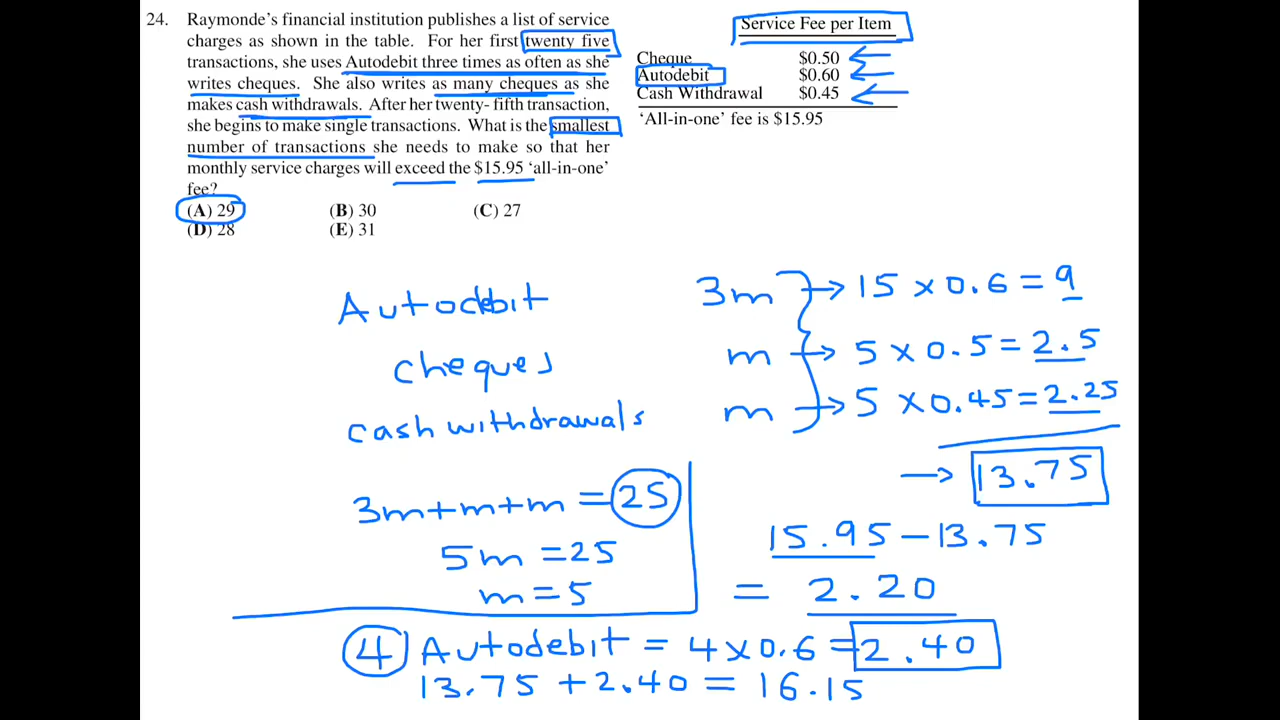 24. Raymonde's financial institution publishes a list of service
charges as shown in the table. For her first twenty five
transactions, she uses Autodebit three times as often as she
writes cheques. She also writes as many cheques as she
makes cash withdrawals. After her twenty- fifth transaction,
she begins to make single transactions. What is the smallest
number of transactions she needs to make so that her
monthly service charges will exceed the $15.95 'all-in-one'
fee?
(A) 29 (B) 30 (C) 27
(D) 28 (E) 31
Service Fee per Item
Cheque $0.50
Autodebit $0.60
Cash Withdrawal $0.45
'All-in-one' fee is $15.95
Autodebit 3m → 15 × 0.6 = 9
cheques m → 5 × 0.5 = 2.5
cash withdrawals m → 5 × 0.45 = 2.25
→ 13.75
3m+m+m = 25
5m = 25
m = 5
15.95 - 13.75
= 2.20
4 Autodebit = 4 × 0.6 = 2.40
13.75 + 2.40 = 16.15